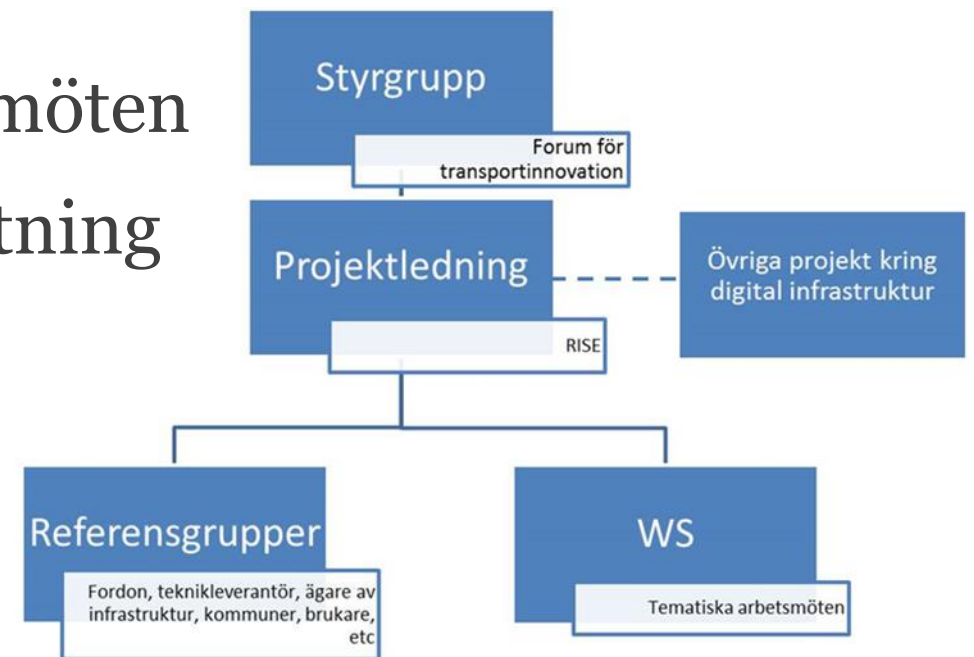 möten
tning
Styrgrupp
Forum för
transportinnovation
Projektledning
RISE
Övriga projekt kring
digital infrastruktur
Referensgrupper
Fordon, teknikleverantör, ägare av
infrastruktur, kommuner, brukare,
etc
WS
Tematiska arbetsmöten